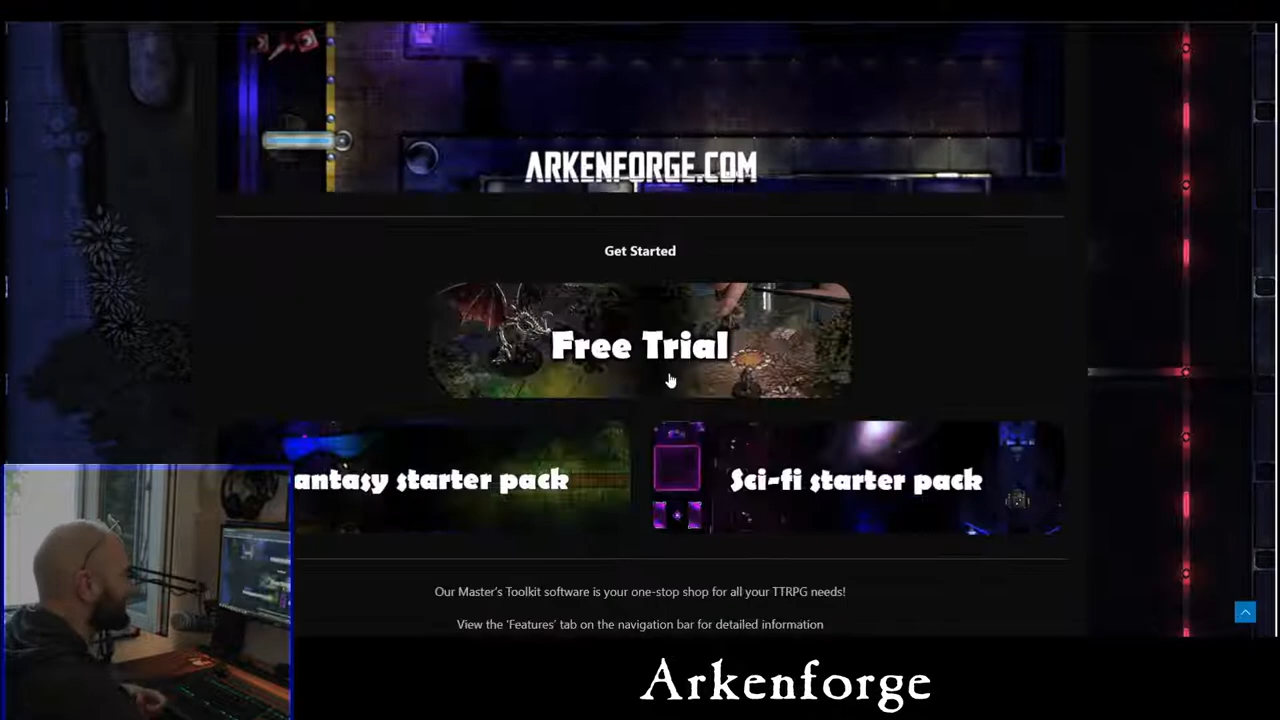 ARKENFORGE.COM
Get Started
Free Trial
antasy starter pack
Sci-fi starter pack
Our Master's Toolkit software is your one-stop shop for all your TTRPG needs!
View the 'Features' tab on the navigation bar for detailed information
Arkenforge